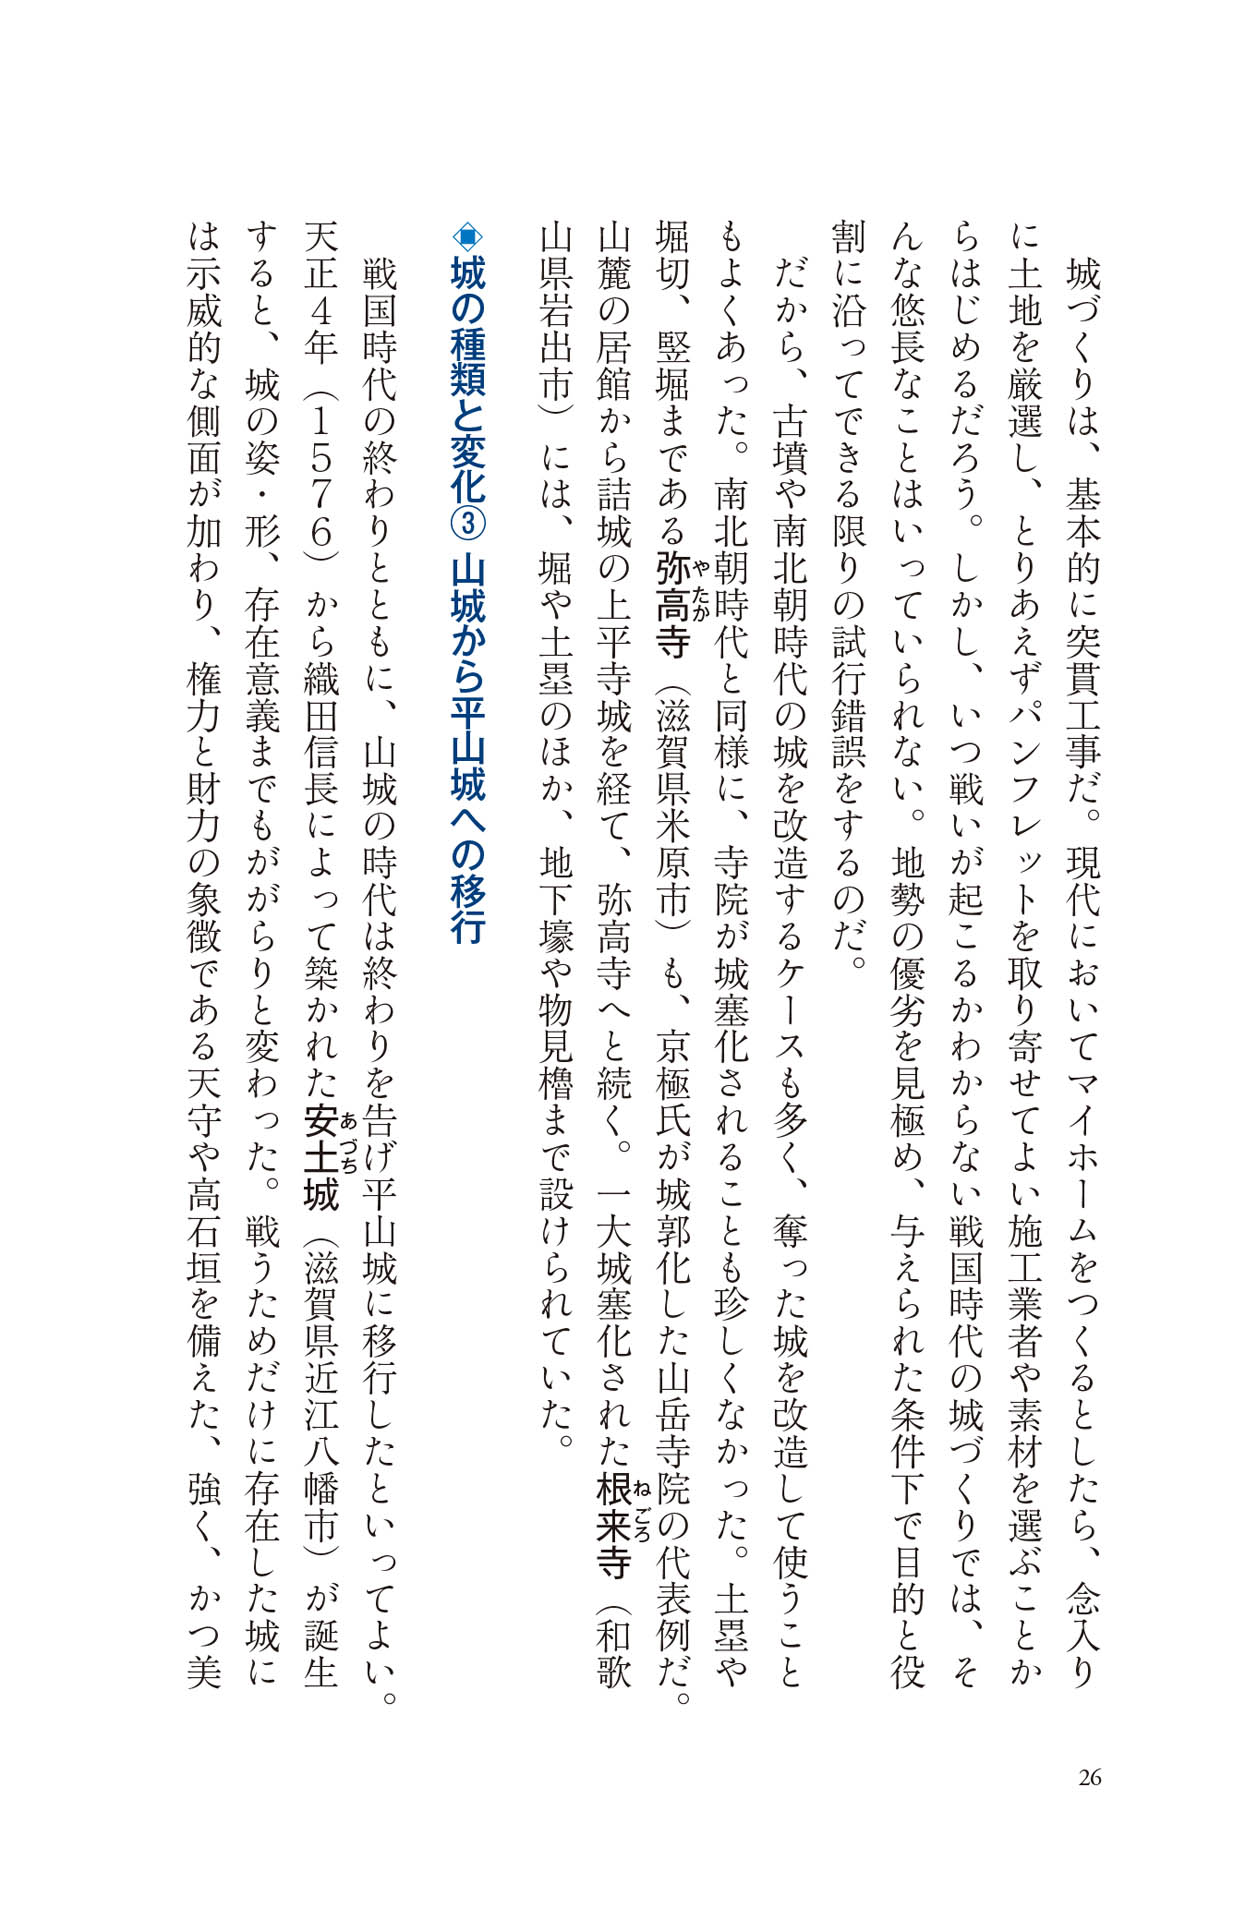 城づくりは、基本的に突貫工事だ。現代においてマイホームをつくるとしたら、念入り
に土地を厳選し、とりあえずパンフレットを取り寄せてよい施工業者や素材を選ぶことか
らはじめるだろう。しかし、いつ戦いが起こるかわからない戦国時代の城づくりでは、そ
んな悠長なことはいっていられない。地勢の優劣を見極め、与えられた条件下で目的と役
割に沿ってできる限りの試行錯誤をするのだ。
だから、古墳や南北朝時代の城を改造するケースも多く、奪った城を改造して使うこと
もよくあった。南北朝時代と同様に、寺院が城塞化されることも珍しくなかった。土塁や
堀切、竪堀まである弥高寺（滋賀県米原市）も、京極氏が城郭化した山岳寺院の代表例だ。
やたか
山麓の居館から詰城の上平寺城を経て、弥高寺へと続く。一大城塞化された根来寺（和歌
ねごろ
山県岩出市）には、堀や土塁のほか、地下壕や物見櫓まで設けられていた。
◈城の種類と変化③ 山城から平山城への移行
戦国時代の終わりとともに、山城の時代は終わりを告げ平山城に移行したといってよい。
天正４年（１５７６）から織田信長によって築かれた安土城（滋賀県近江八幡市）が誕生
あづち
すると、城の姿・形、存在意義までもががらりと変わった。戦うためだけに存在した城に
は示威的な側面が加わり、権力と財力の象徴である天守や高石垣を備えた、強く、かつ美
26